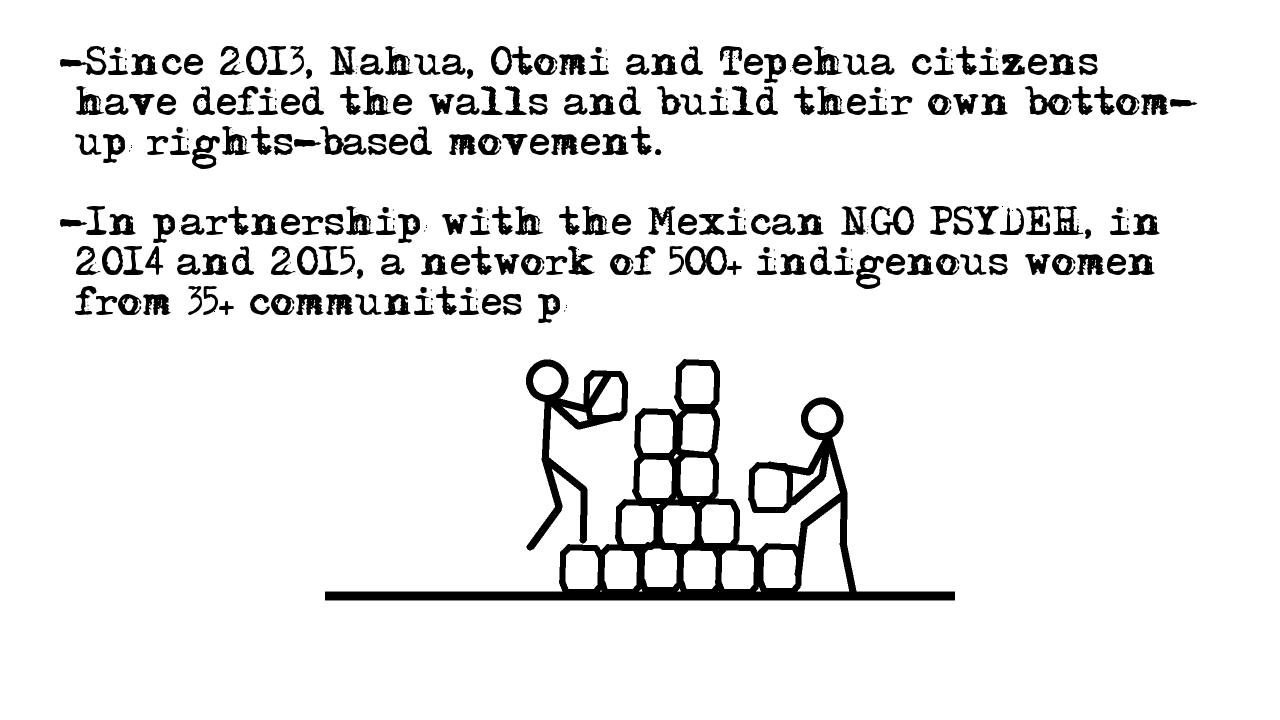 -Since 2013, Nahua, Otomi and Tepehua citizens
have defied the walls and build their own bottom-
up rights-based movement.
-In partnership with the Mexican NGO PSYDEH, in
2014 and 2015, a network of 500+ indigenous women
from 35+ communities p